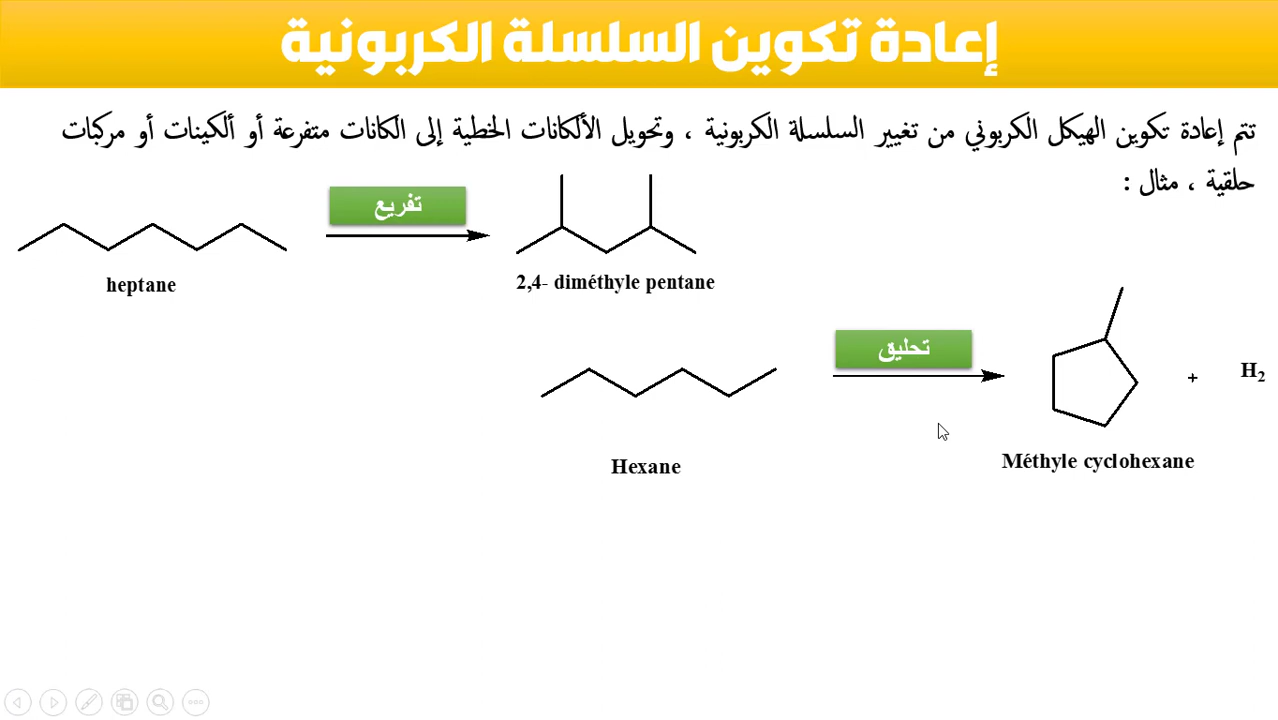 إعادة تكوين السلسلة الكربونية
تتم إعادة تكوين الهيكل الكربوني من تغيير السلسلة الكربونية ، وتحويل الألكانات الخطية إلى الكانات متفرعة أو ألكينات أو مركبات
حلقية ، مثال :
تفريع
heptane
2,4- diméthyle pentane
تحليق
+ H₂
Hexane
Méthyle cyclohexane